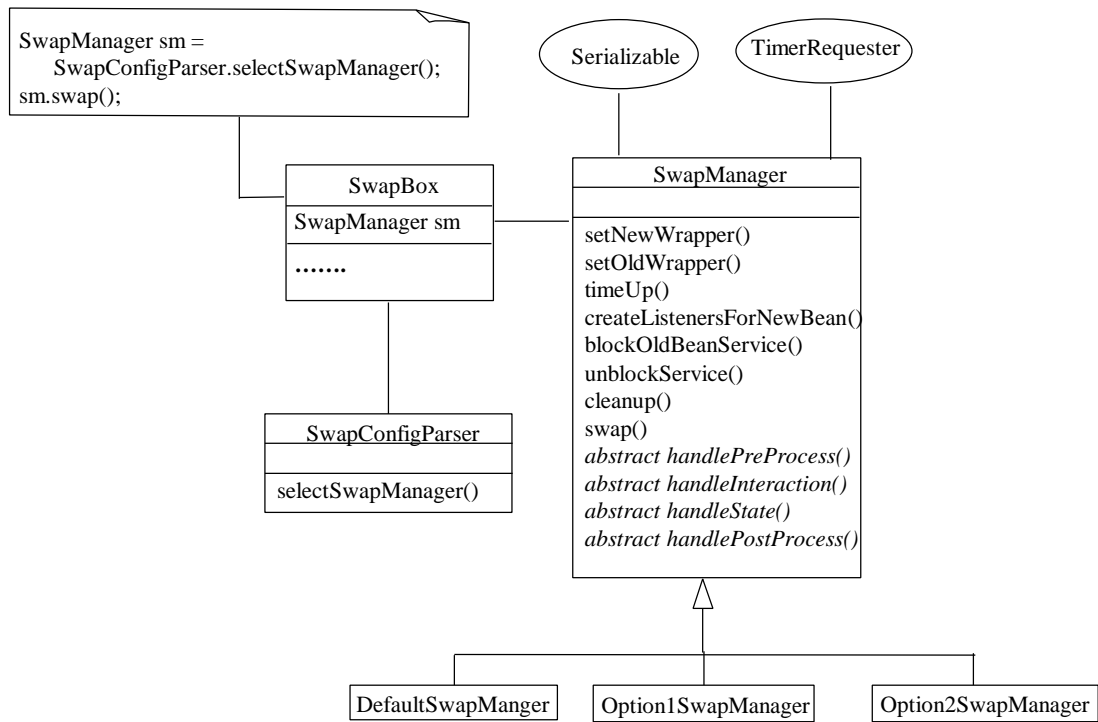 SwapManager sm =
SwapConfigParser.selectSwapManager();
sm.swap();
Serializable
TimerRequester
SwapBox
SwapManager sm
.......
SwapManager
setNewWrapper()
setOldWrapper()
timeUp()
createListenersForNewBean()
blockOldBeanService()
unblockService()
cleanup()
swap()
abstract handlePreProcess()
abstract handleInteraction()
abstract handleState()
abstract handlePostProcess()
SwapConfigParser
selectSwapManager()
DefaultSwapManger
Option1SwapManager
Option2SwapManager